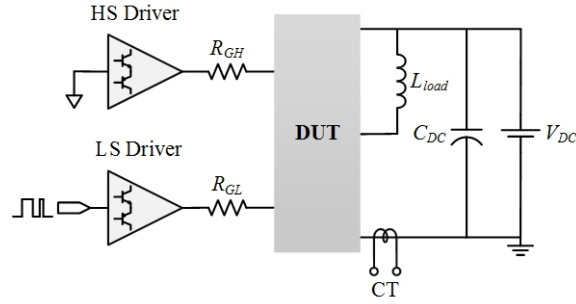 HS Driver
R_GH
LS Driver
R_GL
DUT
L_load
C_DC
V_DC
CT